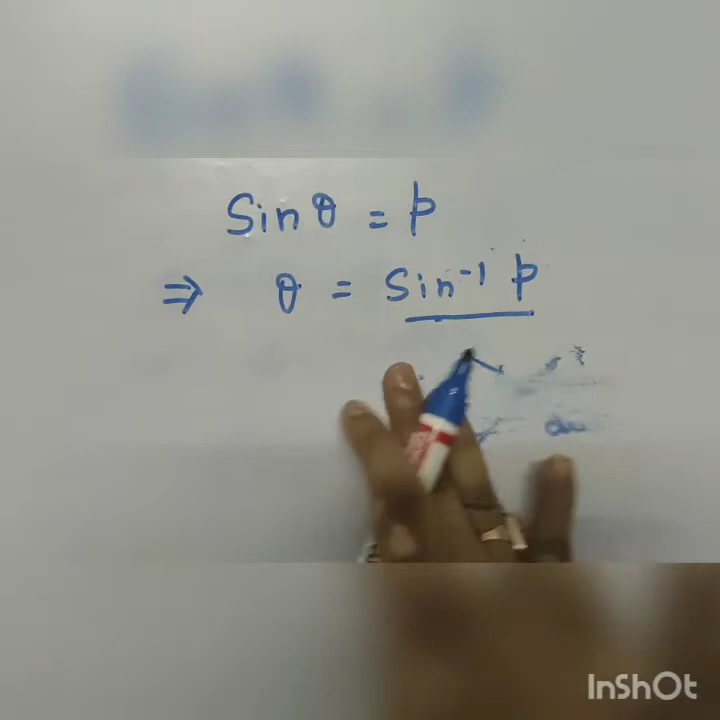 Sin θ = p
⇒ θ = Sin⁻¹ p
InShOt